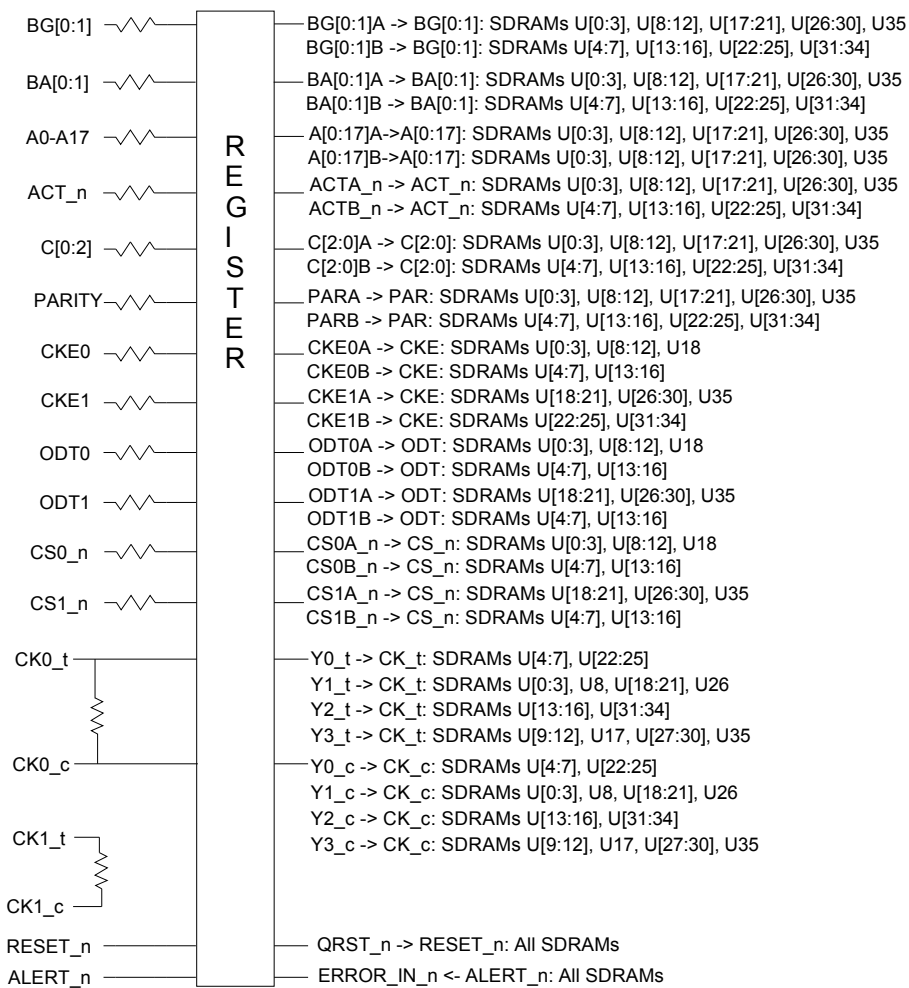 BG[0:1]
BG[0:1]A -> BG[0:1]: SDRAMs U[0:3], U[8:12], U[17:21], U[26:30], U35
BG[0:1]B -> BG[0:1]: SDRAMs U[4:7], U[13:16], U[22:25], U[31:34]
BA[0:1]
BA[0:1]A -> BA[0:1]: SDRAMs U[0:3], U[8:12], U[17:21], U[26:30], U35
BA[0:1]B -> BA[0:1]: SDRAMs U[4:7], U[13:16], U[22:25], U[31:34]
A0-A17
A[0:17]A->A[0:17]: SDRAMs U[0:3], U[8:12], U[17:21], U[26:30], U35
A[0:17]B->A[0:17]: SDRAMs U[0:3], U[8:12], U[17:21], U[26:30], U35
ACT_n
ACTA_n -> ACT_n: SDRAMs U[0:3], U[8:12], U[17:21], U[26:30], U35
ACTB_n -> ACT_n: SDRAMs U[4:7], U[13:16], U[22:25], U[31:34]
C[0:2]
C[2:0]A -> C[2:0]: SDRAMs U[0:3], U[8:12], U[17:21], U[26:30], U35
C[2:0]B -> C[2:0]: SDRAMs U[4:7], U[13:16], U[22:25], U[31:34]
PARITY
PARA -> PAR: SDRAMs U[0:3], U[8:12], U[17:21], U[26:30], U35
PARB -> PAR: SDRAMs U[4:7], U[13:16], U[22:25], U[31:34]
REGISTER
CKE0
CKE0A -> CKE: SDRAMs U[0:3], U[8:12], U18
CKE0B -> CKE: SDRAMs U[4:7], U[13:16]
CKE1
CKE1A -> CKE: SDRAMs U[18:21], U[26:30], U35
CKE1B -> CKE: SDRAMs U[22:25], U[31:34]
ODT0
ODT0A -> ODT: SDRAMs U[0:3], U[8:12], U18
ODT0B -> ODT: SDRAMs U[4:7], U[13:16]
ODT1
ODT1A -> ODT: SDRAMs U[18:21], U[26:30], U35
ODT1B -> ODT: SDRAMs U[4:7], U[13:16]
CS0_n
CS0A_n -> CS_n: SDRAMs U[0:3], U[8:12], U18
CS0B_n -> CS_n: SDRAMs U[4:7], U[13:16]
CS1_n
CS1A_n -> CS_n: SDRAMs U[18:21], U[26:30], U35
CS1B_n -> CS_n: SDRAMs U[4:7], U[13:16]
CK0_t
Y0_t -> CK_t: SDRAMs U[4:7], U[22:25]
Y1_t -> CK_t: SDRAMs U[0:3], U8, U[18:21], U26
Y2_t -> CK_t: SDRAMs U[13:16], U[31:34]
Y3_t -> CK_t: SDRAMs U[9:12], U17, U[27:30], U35
CK0_c
Y0_c -> CK_c: SDRAMs U[4:7], U[22:25]
Y1_c -> CK_c: SDRAMs U[0:3], U8, U[18:21], U26
Y2_c -> CK_c: SDRAMs U[13:16], U[31:34]
Y3_c -> CK_c: SDRAMs U[9:12], U17, U[27:30], U35
CK1_t
CK1_c
RESET_n
QRST_n -> RESET_n: All SDRAMs
ALERT_n
ERROR_IN_n <- ALERT_n: All SDRAMs